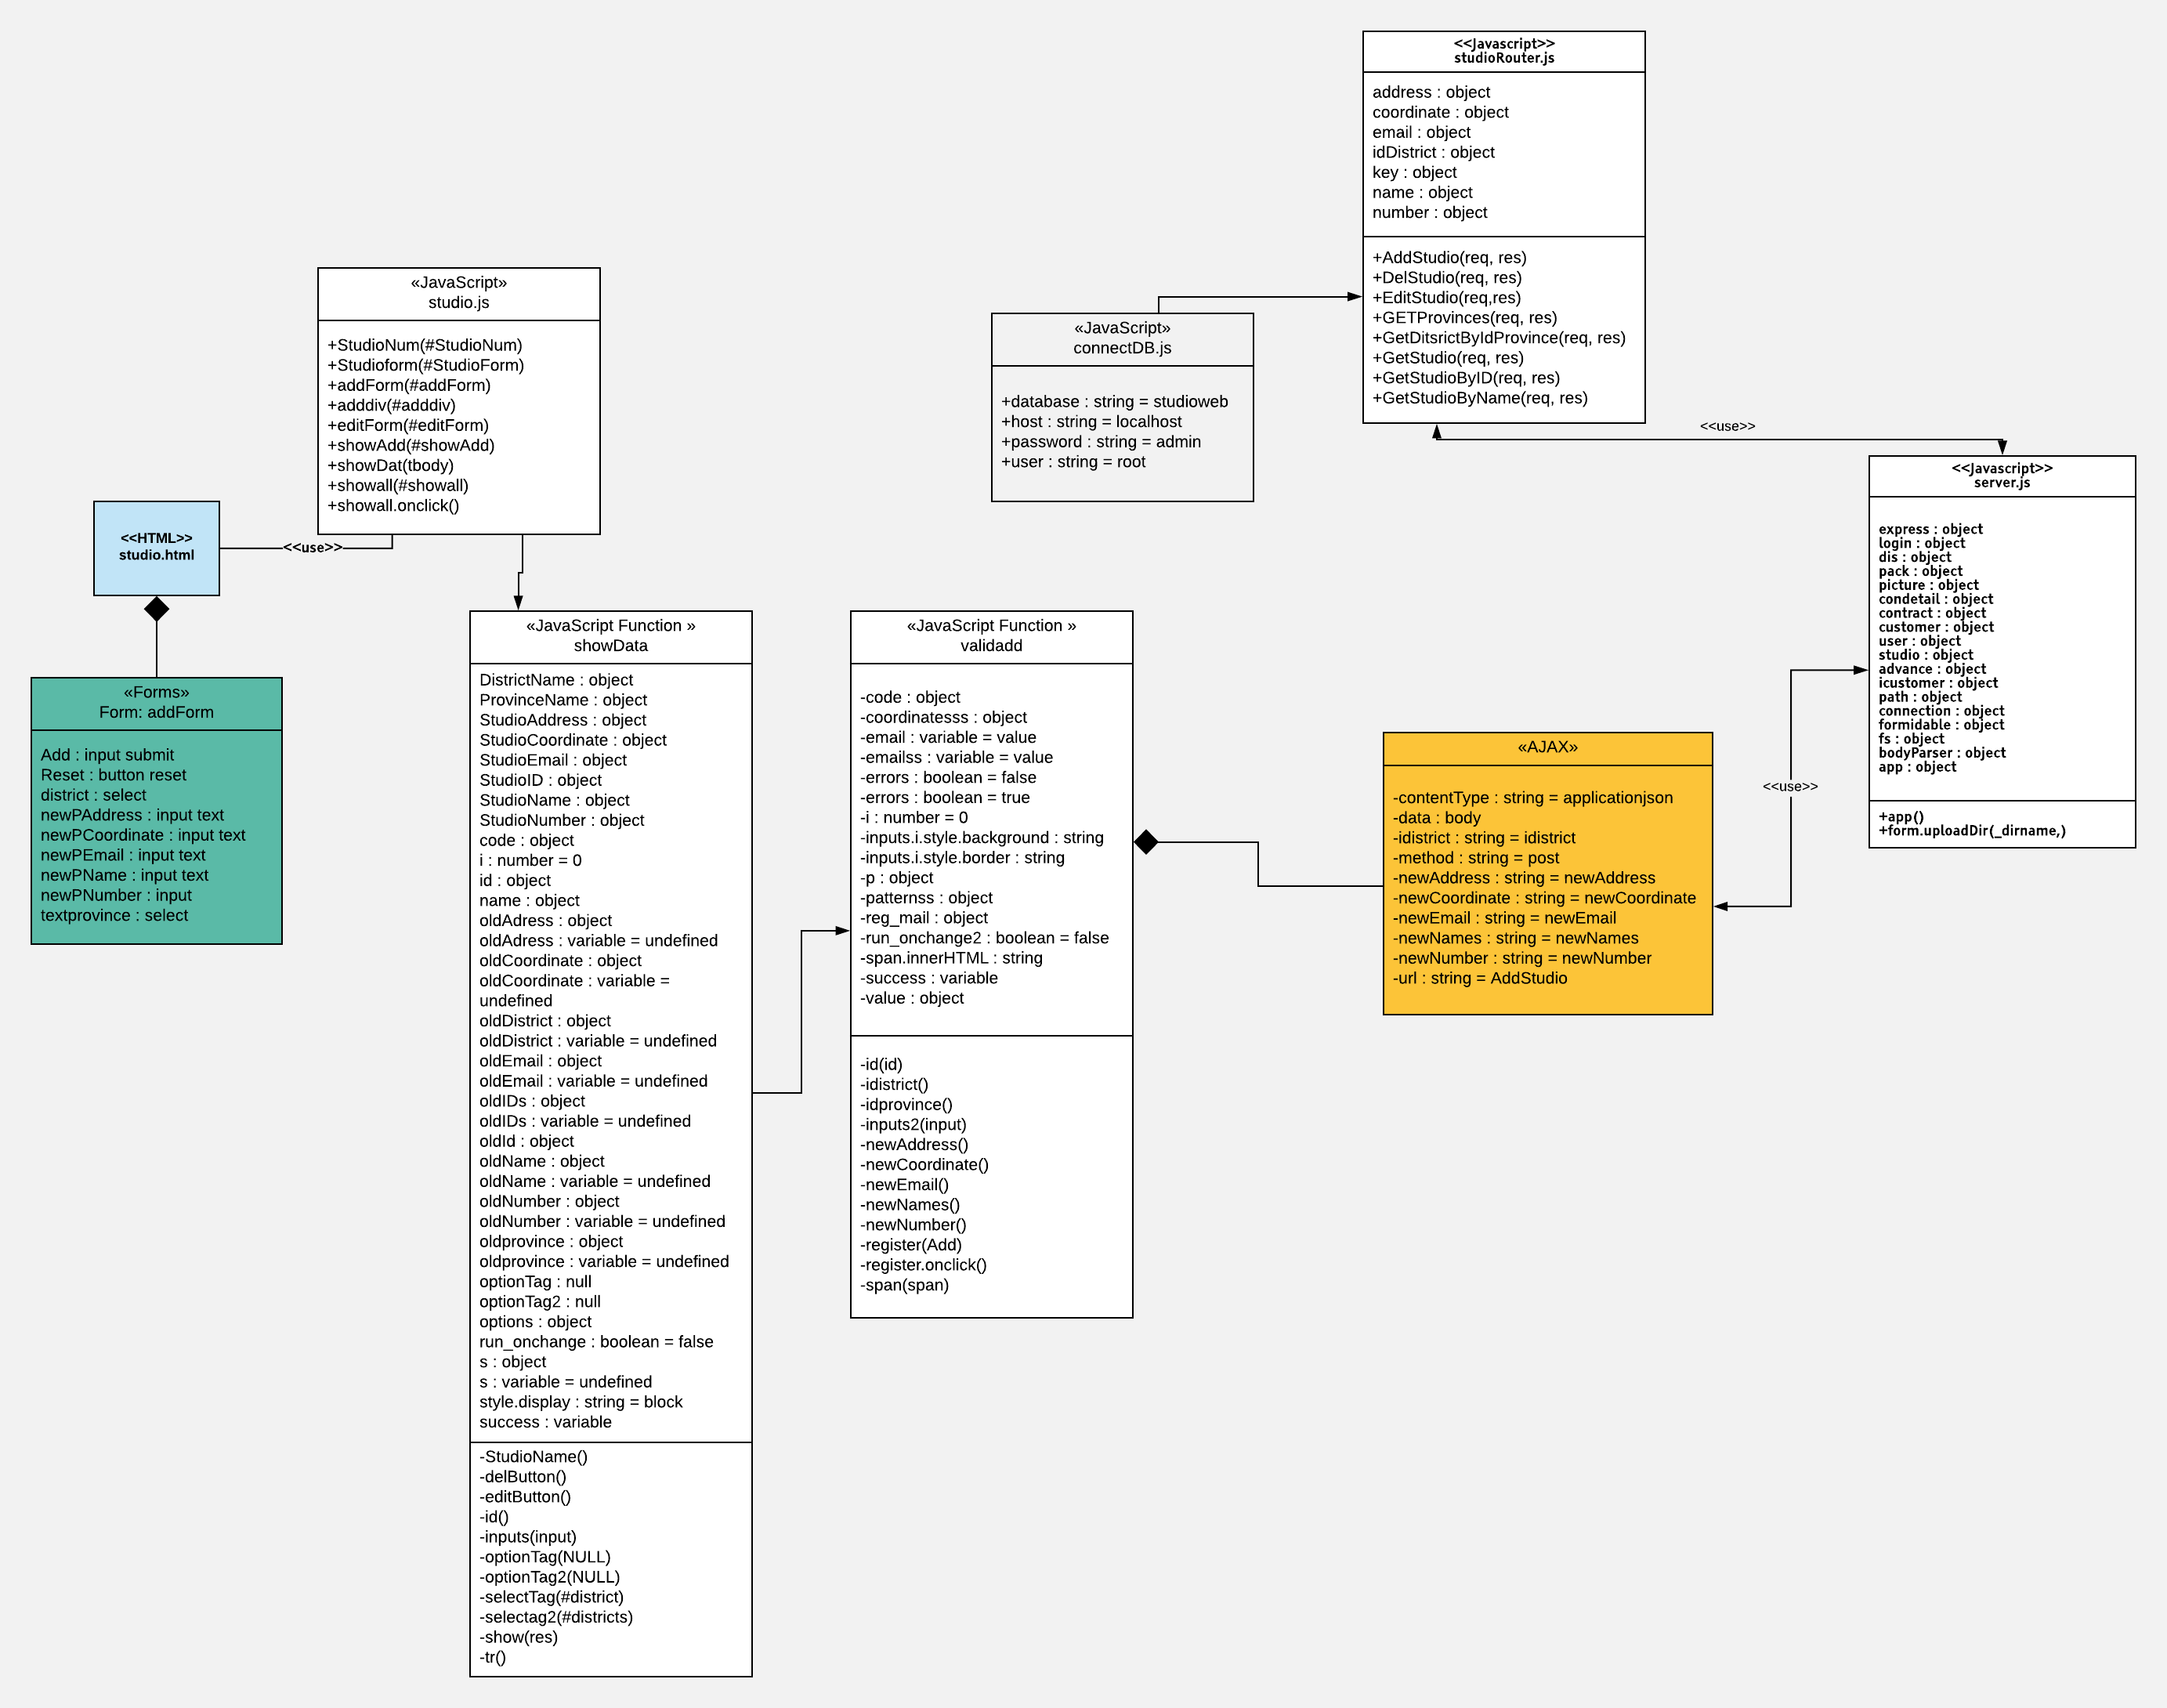 <<Javascript>>
studioRouter.js
address : object
coordinate : object
email : object
idDistrict : object
key : object
name : object
number : object
+AddStudio(req, res)
+DelStudio(req, res)
+EditStudio(req,res)
+GETProvinces(req, res)
+GetDitsrictByIdProvince(req, res)
+GetStudio(req, res)
+GetStudioByID(req, res)
+GetStudioByName(req, res)
«JavaScript»
studio.js
+StudioNum(#StudioNum)
+Studioform(#StudioForm)
+addForm(#addForm)
+adddiv(#adddiv)
+editForm(#editForm)
+showAdd(#showAdd)
+showDat(tbody)
+showall(#showall)
+showall.onclick()
«JavaScript»
connectDB.js
+database : string = studioweb
+host : string = localhost
+password : string = admin
+user : string = root
<<use>>
<<Javascript>>
server.js
express : object
login : object
dis : object
pack : object
picture : object
condetail : object
contract : object
customer : object
user : object
studio : object
advance : object
icustomer : object
path : object
connection : object
formidable : object
fs : object
bodyParser : object
app : object
+app()
+form.uploadDir(_dirname,)
<<HTML>>
studio.html
<<use>>
«Forms»
Form: addForm
Add : input submit
Reset : button reset
district : select
newPAddress : input text
newPCoordinate : input text
newPEmail : input text
newPName : input text
newPNumber : input
textprovince : select
«JavaScript Function »
showData
DistrictName : object
ProvinceName : object
StudioAddress : object
StudioCoordinate : object
StudioEmail : object
StudioID : object
StudioName : object
StudioNumber : object
code : object
i : number = 0
id : object
name : object
oldAdress : object
oldAdress : variable = undefined
oldCoordinate : object
oldCoordinate : variable =
undefined
oldDistrict : object
oldDistrict : variable = undefined
oldEmail : object
oldEmail : variable = undefined
oldIDs : object
oldIDs : variable = undefined
oldId : object
oldName : object
oldName : variable = undefined
oldNumber : object
oldNumber : variable = undefined
oldprovince : object
oldprovince : variable = undefined
optionTag : null
optionTag2 : null
options : object
run_onchange : boolean = false
s : object
s : variable = undefined
style.display : string = block
success : variable
-StudioName()
-delButton()
-editButton()
-id()
-inputs(input)
-optionTag(NULL)
-optionTag2(NULL)
-selectTag(#district)
-selectag2(#districts)
-show(res)
-tr()
«JavaScript Function »
validadd
-code : object
-coordinatesss : object
-email : variable = value
-emailss : variable = value
-errors : boolean = false
-errors : boolean = true
-i : number = 0
-inputs.i.style.background : string
-inputs.i.style.border : string
-p : object
-patternss : object
-reg_mail : object
-run_onchange2 : boolean = false
-span.innerHTML : string
-success : variable
-value : object
-id(id)
-idistrict()
-idprovince()
-inputs2(input)
-newAddress()
-newCoordinate()
-newEmail()
-newNames()
-newNumber()
-register(Add)
-register.onclick()
-span(span)
«AJAX»
-contentType : string = applicationjson
-data : body
-idistrict : string = idistrict
-method : string = post
-newAddress : string = newAddress
-newCoordinate : string = newCoordinate
-newEmail : string = newEmail
-newNames : string = newNames
-newNumber : string = newNumber
-url : string = AddStudio
<<use>>